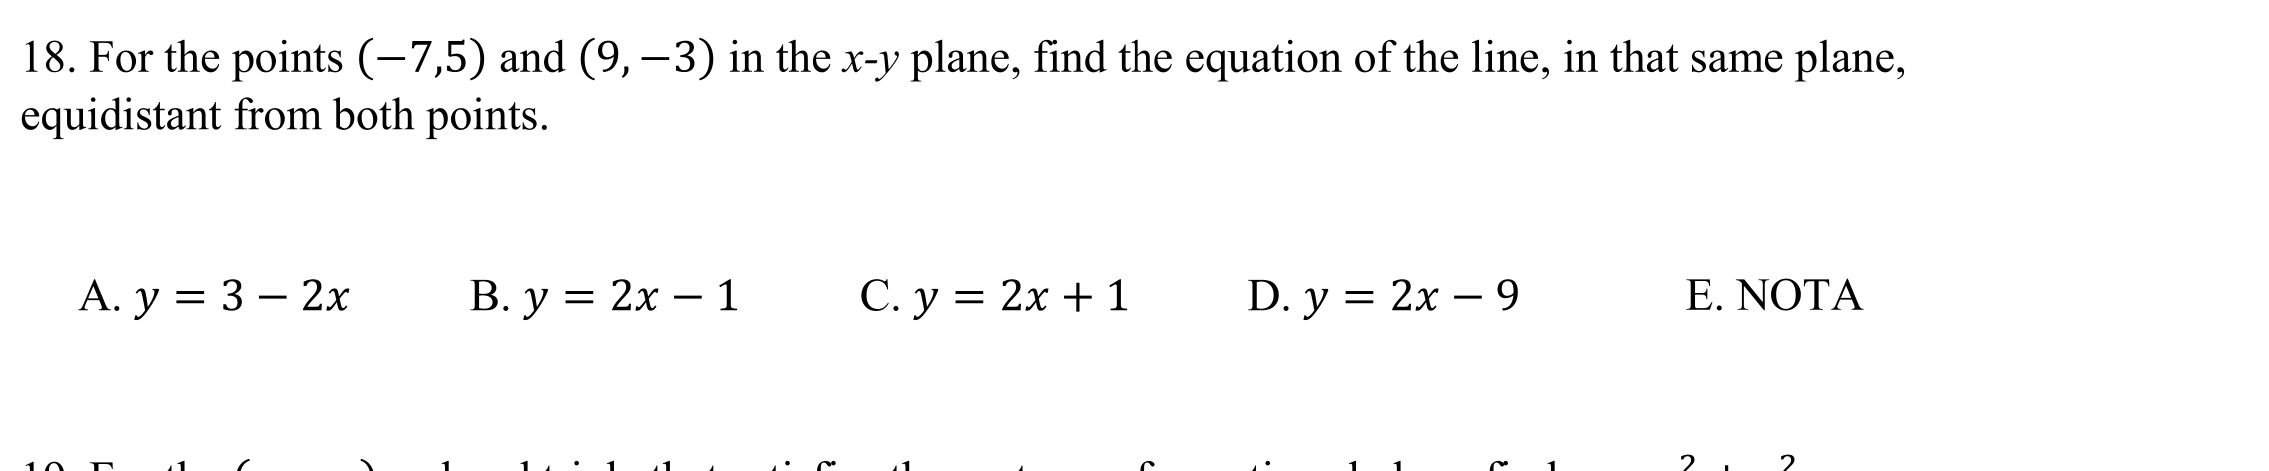 18. For the points (−7,5) and (9, −3) in the x-y plane, find the equation of the line, in that same plane,
equidistant from both points.
A. y = 3 − 2x B. y = 2x − 1 C. y = 2x + 1 D. y = 2x − 9 E. NOTA